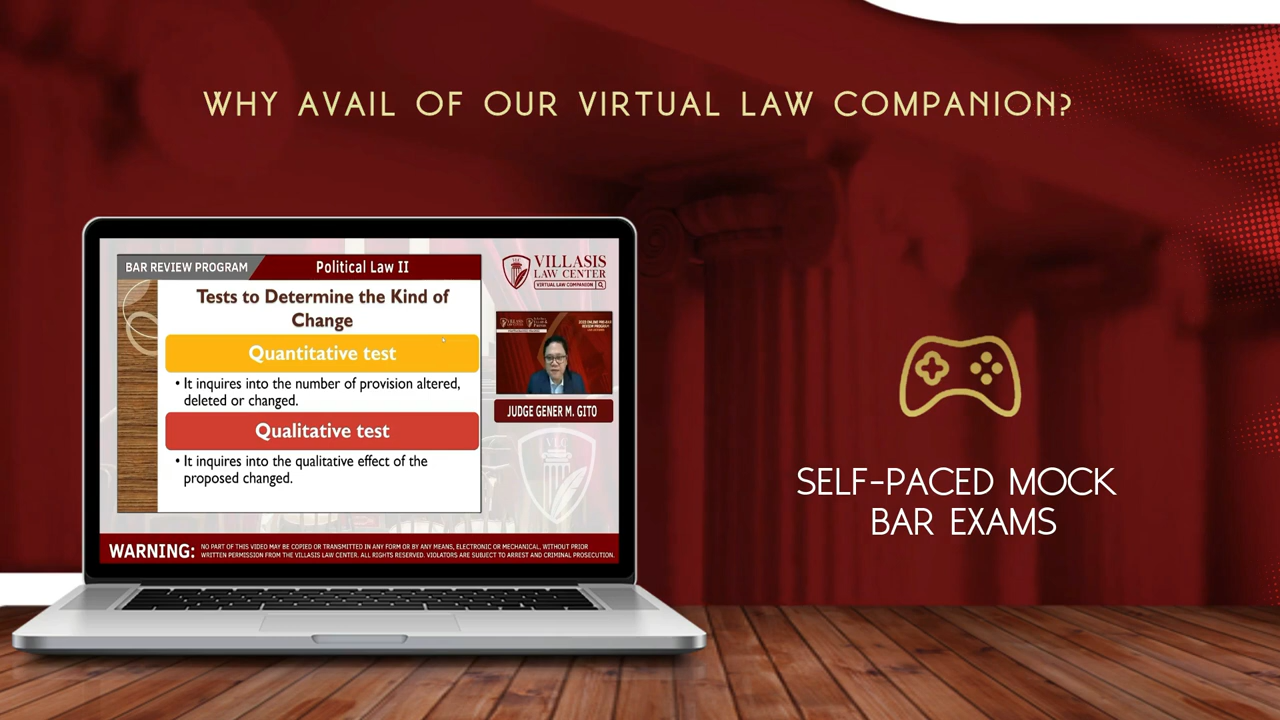 WHY AVAIL OF OUR VIRTUAL LAW COMPANION?
BAR REVIEW PROGRAM
Political Law II
Tests to Determine the Kind of
Change
Quantitative test
• It inquires into the number of provision altered,
deleted or changed.
Qualitative test
• It inquires into the qualitative effect of the
proposed changed.
VILLASIS
LAW CENTER
VIRTUAL LAW COMPANION
JUDGE GENER M. GITO
VLC
WARNING:
NO PART OF THIS VIDEO MAY BE COPIED OR TRANSMITTED IN ANY FORM OR BY ANY MEANS, ELECTRONIC OR MECHANICAL, WITHOUT PRIOR
WRITTEN PERMISSION FROM THE VILLASIS LAW CENTER. ALL RIGHTS RESERVED. VIOLATORS ARE SUBJECT TO ARREST AND CRIMINAL PROSECUTION.
SELF-PACED MOCK
BAR EXAMS